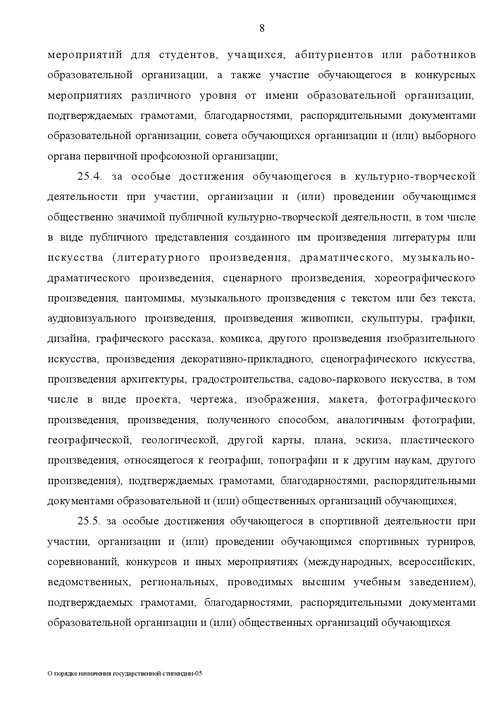 8
мероприятий для студентов, учащихся, абитуриентов или работников
образовательной организации, а также участие обучающегося в конкурсных
мероприятиях различного уровня от имени образовательной организации,
подтверждаемых грамотами, благодарностями, распорядительными документами
образовательной организации, совета обучающихся организации и (или) выборного
органа первичной профсоюзной организации;
25.4. за особые достижения обучающегося в культурно-творческой
деятельности при участии, организации и (или) проведении обучающимся
общественно значимой публичной культурно-творческой деятельности, в том числе
в виде публичного представления созданного им произведения литературы или
искусства (литературного произведения, драматического, музыкально-
драматического произведения, сценарного произведения, хореографического
произведения, пантомимы, музыкального произведения с текстом или без текста,
аудиовизуального произведения, произведения живописи, скульптуры, графики,
дизайна, графического рассказа, комикса, другого произведения изобразительного
искусства, произведения декоративно-прикладного, сценографического искусства,
произведения архитектуры, градостроительства, садово-паркового искусства, в том
числе в виде проекта, чертежа, изображения, макета, фотографического
произведения, произведения, полученного способом, аналогичным фотографии,
географической, геологической, другой карты, плана, эскиза, пластического
произведения, относящегося к географии, топографии и к другим наукам, другого
произведения), подтверждаемых грамотами, благодарностями, распорядительными
документами образовательной и (или) общественных организаций обучающихся;
25.5. за особые достижения обучающегося в спортивной деятельности при
участии, организации и (или) проведении обучающимся спортивных турниров,
соревнований, конкурсов и иных мероприятиях (международных, всероссийских,
ведомственных, региональных, проводимых высшим учебным заведением),
подтверждаемых грамотами, благодарностями, распорядительными документами
образовательной организации и (или) общественных организаций обучающихся.
О порядке назначения государственной стипендии-05